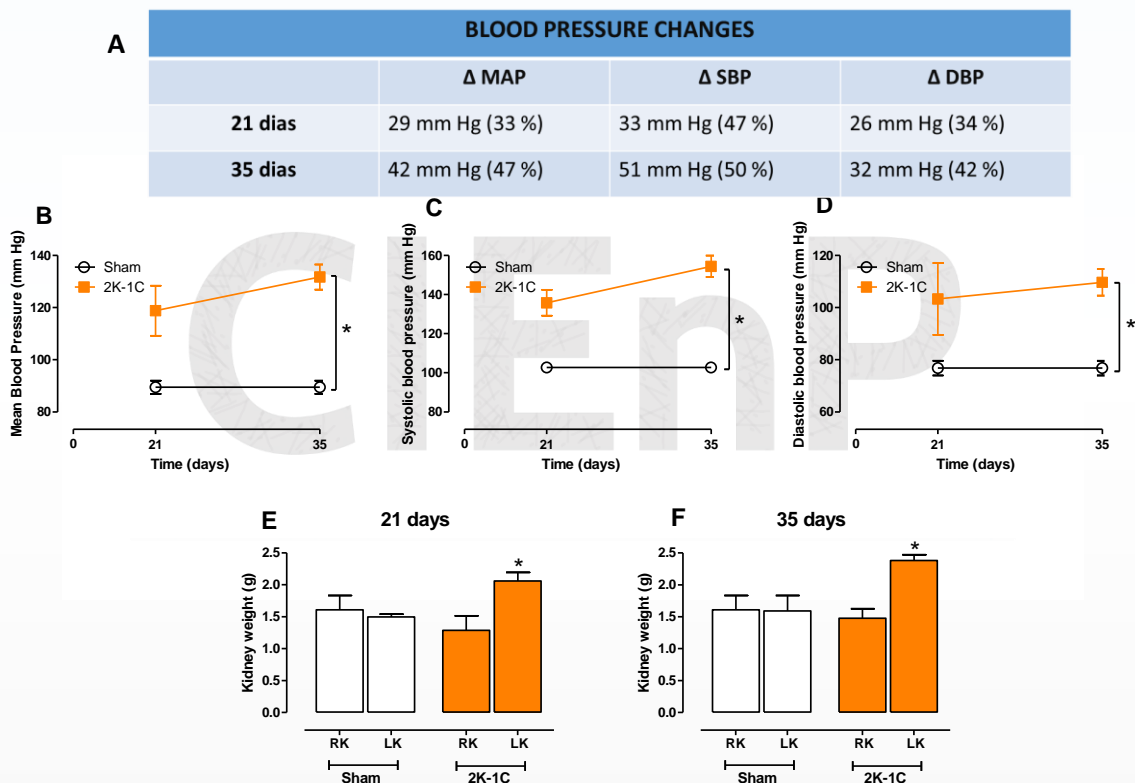 A
BLOOD PRESSURE CHANGES
Δ MAP Δ SBP Δ DBP
21 dias 29 mm Hg (33 %) 33 mm Hg (47 %) 26 mm Hg (34 %)
35 dias 42 mm Hg (47 %) 51 mm Hg (50 %) 32 mm Hg (42 %)
CIEnP
B
Mean Blood Pressure (mm Hg)
140
120
100
80
Sham
2K-1C
*
0 21 35
Time (days)
C
Systolic blood pressure (mm Hg)
160
140
120
100
80
Sham
2K-1C
*
0 21 35
Time (days)
D
Diastolic blood pressure (mm Hg)
120
100
80
60
Sham
2K-1C
*
0 21 35
Time (days)
E
21 days
Kidney weight (g)
2.5
2.0
1.5
1.0
0.5
0.0
*
RK LK RK LK
Sham 2K-1C
F
35 days
Kidney weight (g)
2.5
2.0
1.5
1.0
0.5
0.0
*
RK LK RK LK
Sham 2K-1C